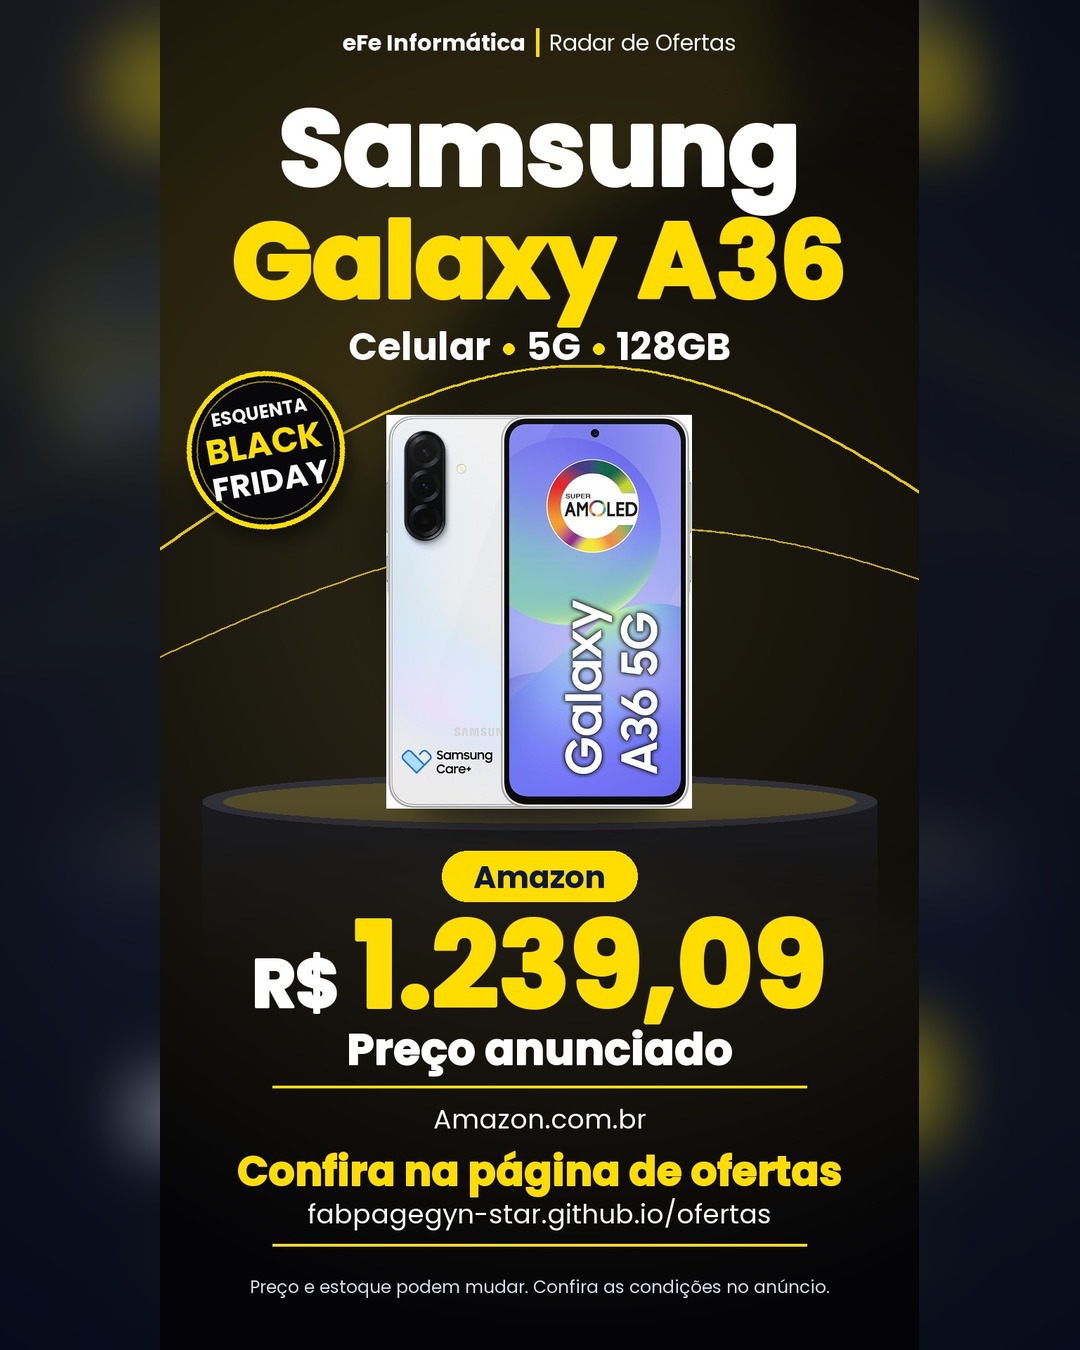 eFe Informática | Radar de Ofertas
Samsung
Galaxy A36
Celular • 5G • 128GB
ESQUENTA
BLACK
FRIDAY
SUPER
AMOLED
Galaxy
A36 5G
SAMSUN
Samsung
Care+
Amazon
R$ 1.239,09
Preço anunciado
Amazon.com.br
Confira na página de ofertas
fabpagegyn-star.github.io/ofertas
Preço e estoque podem mudar. Confira as condições no anúncio.